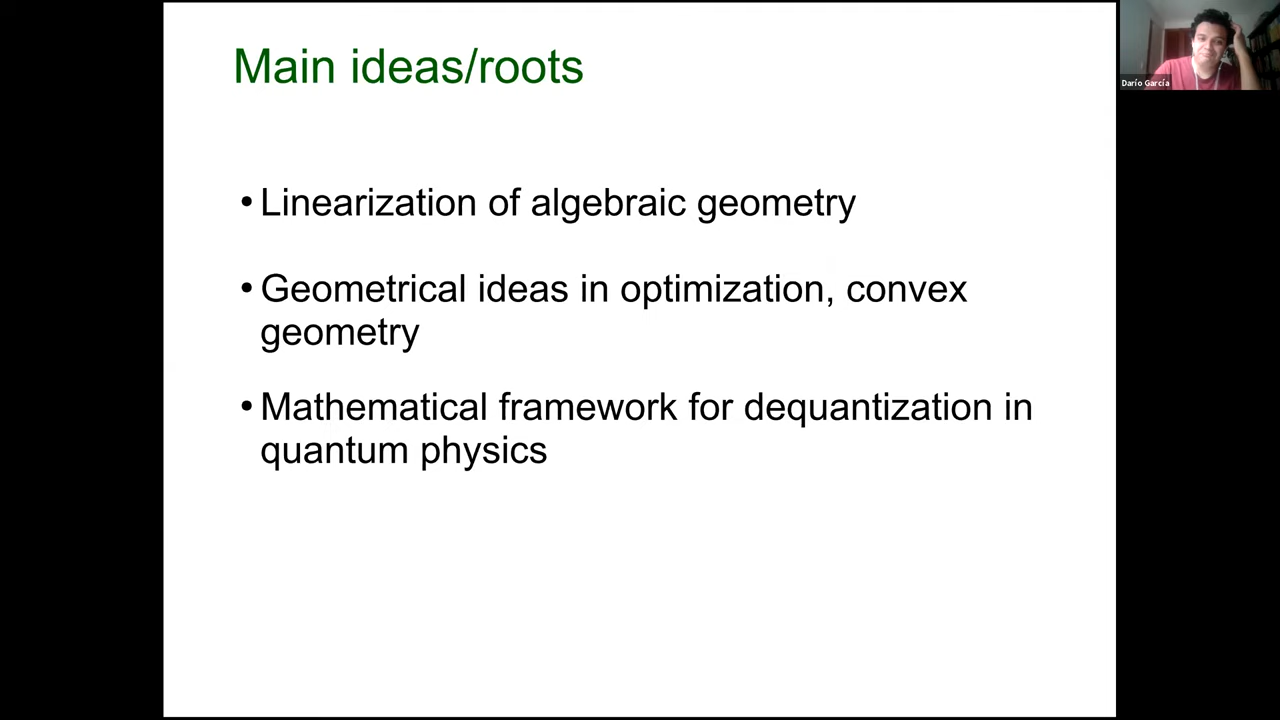 Main ideas/roots
• Linearization of algebraic geometry
• Geometrical ideas in optimization, convex
geometry
• Mathematical framework for dequantization in
quantum physics
Darío García